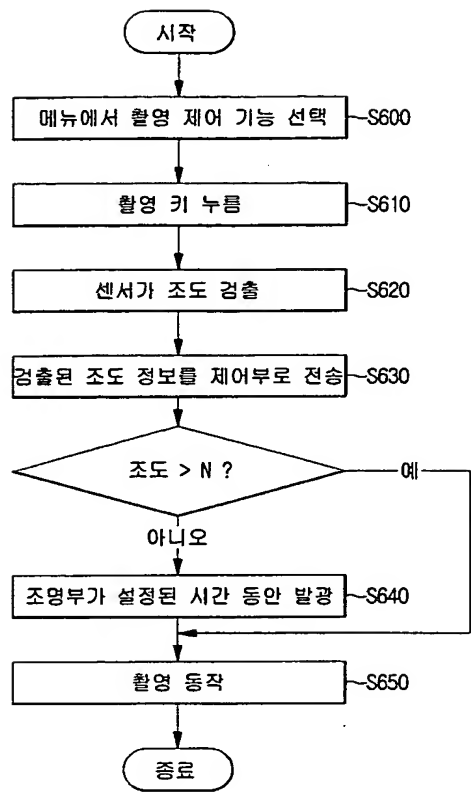 시작
메뉴에서 촬영 제어 기능 선택 S600
촬영 키 누름 S610
센서가 조도 검출 S620
검출된 조도 정보를 제어부로 전송 S630
조도 > N ? 예
아니오
조명부가 설정된 시간 동안 발광 S640
촬영 동작 S650
종료